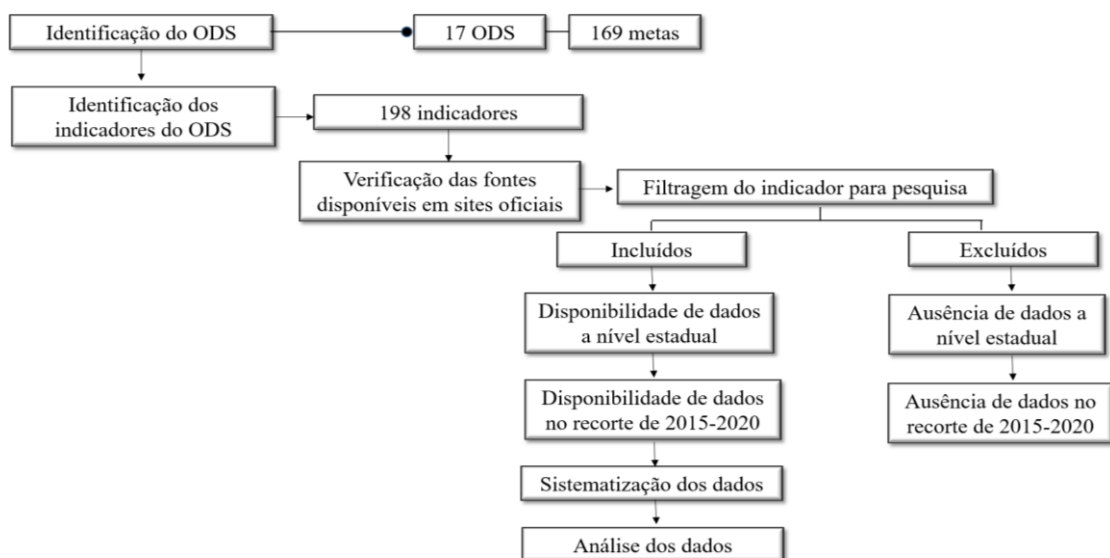 Identificação do ODS
17 ODS
169 metas
Identificação dos
indicadores do ODS
198 indicadores
Verificação das fontes
disponíveis em sites oficiais
Filtragem do indicador para pesquisa
Incluídos
Excluídos
Disponibilidade de dados
a nível estadual
Ausência de dados a
nível estadual
Disponibilidade de dados
no recorte de 2015-2020
Ausência de dados no
recorte de 2015-2020
Sistematização dos dados
Análise dos dados